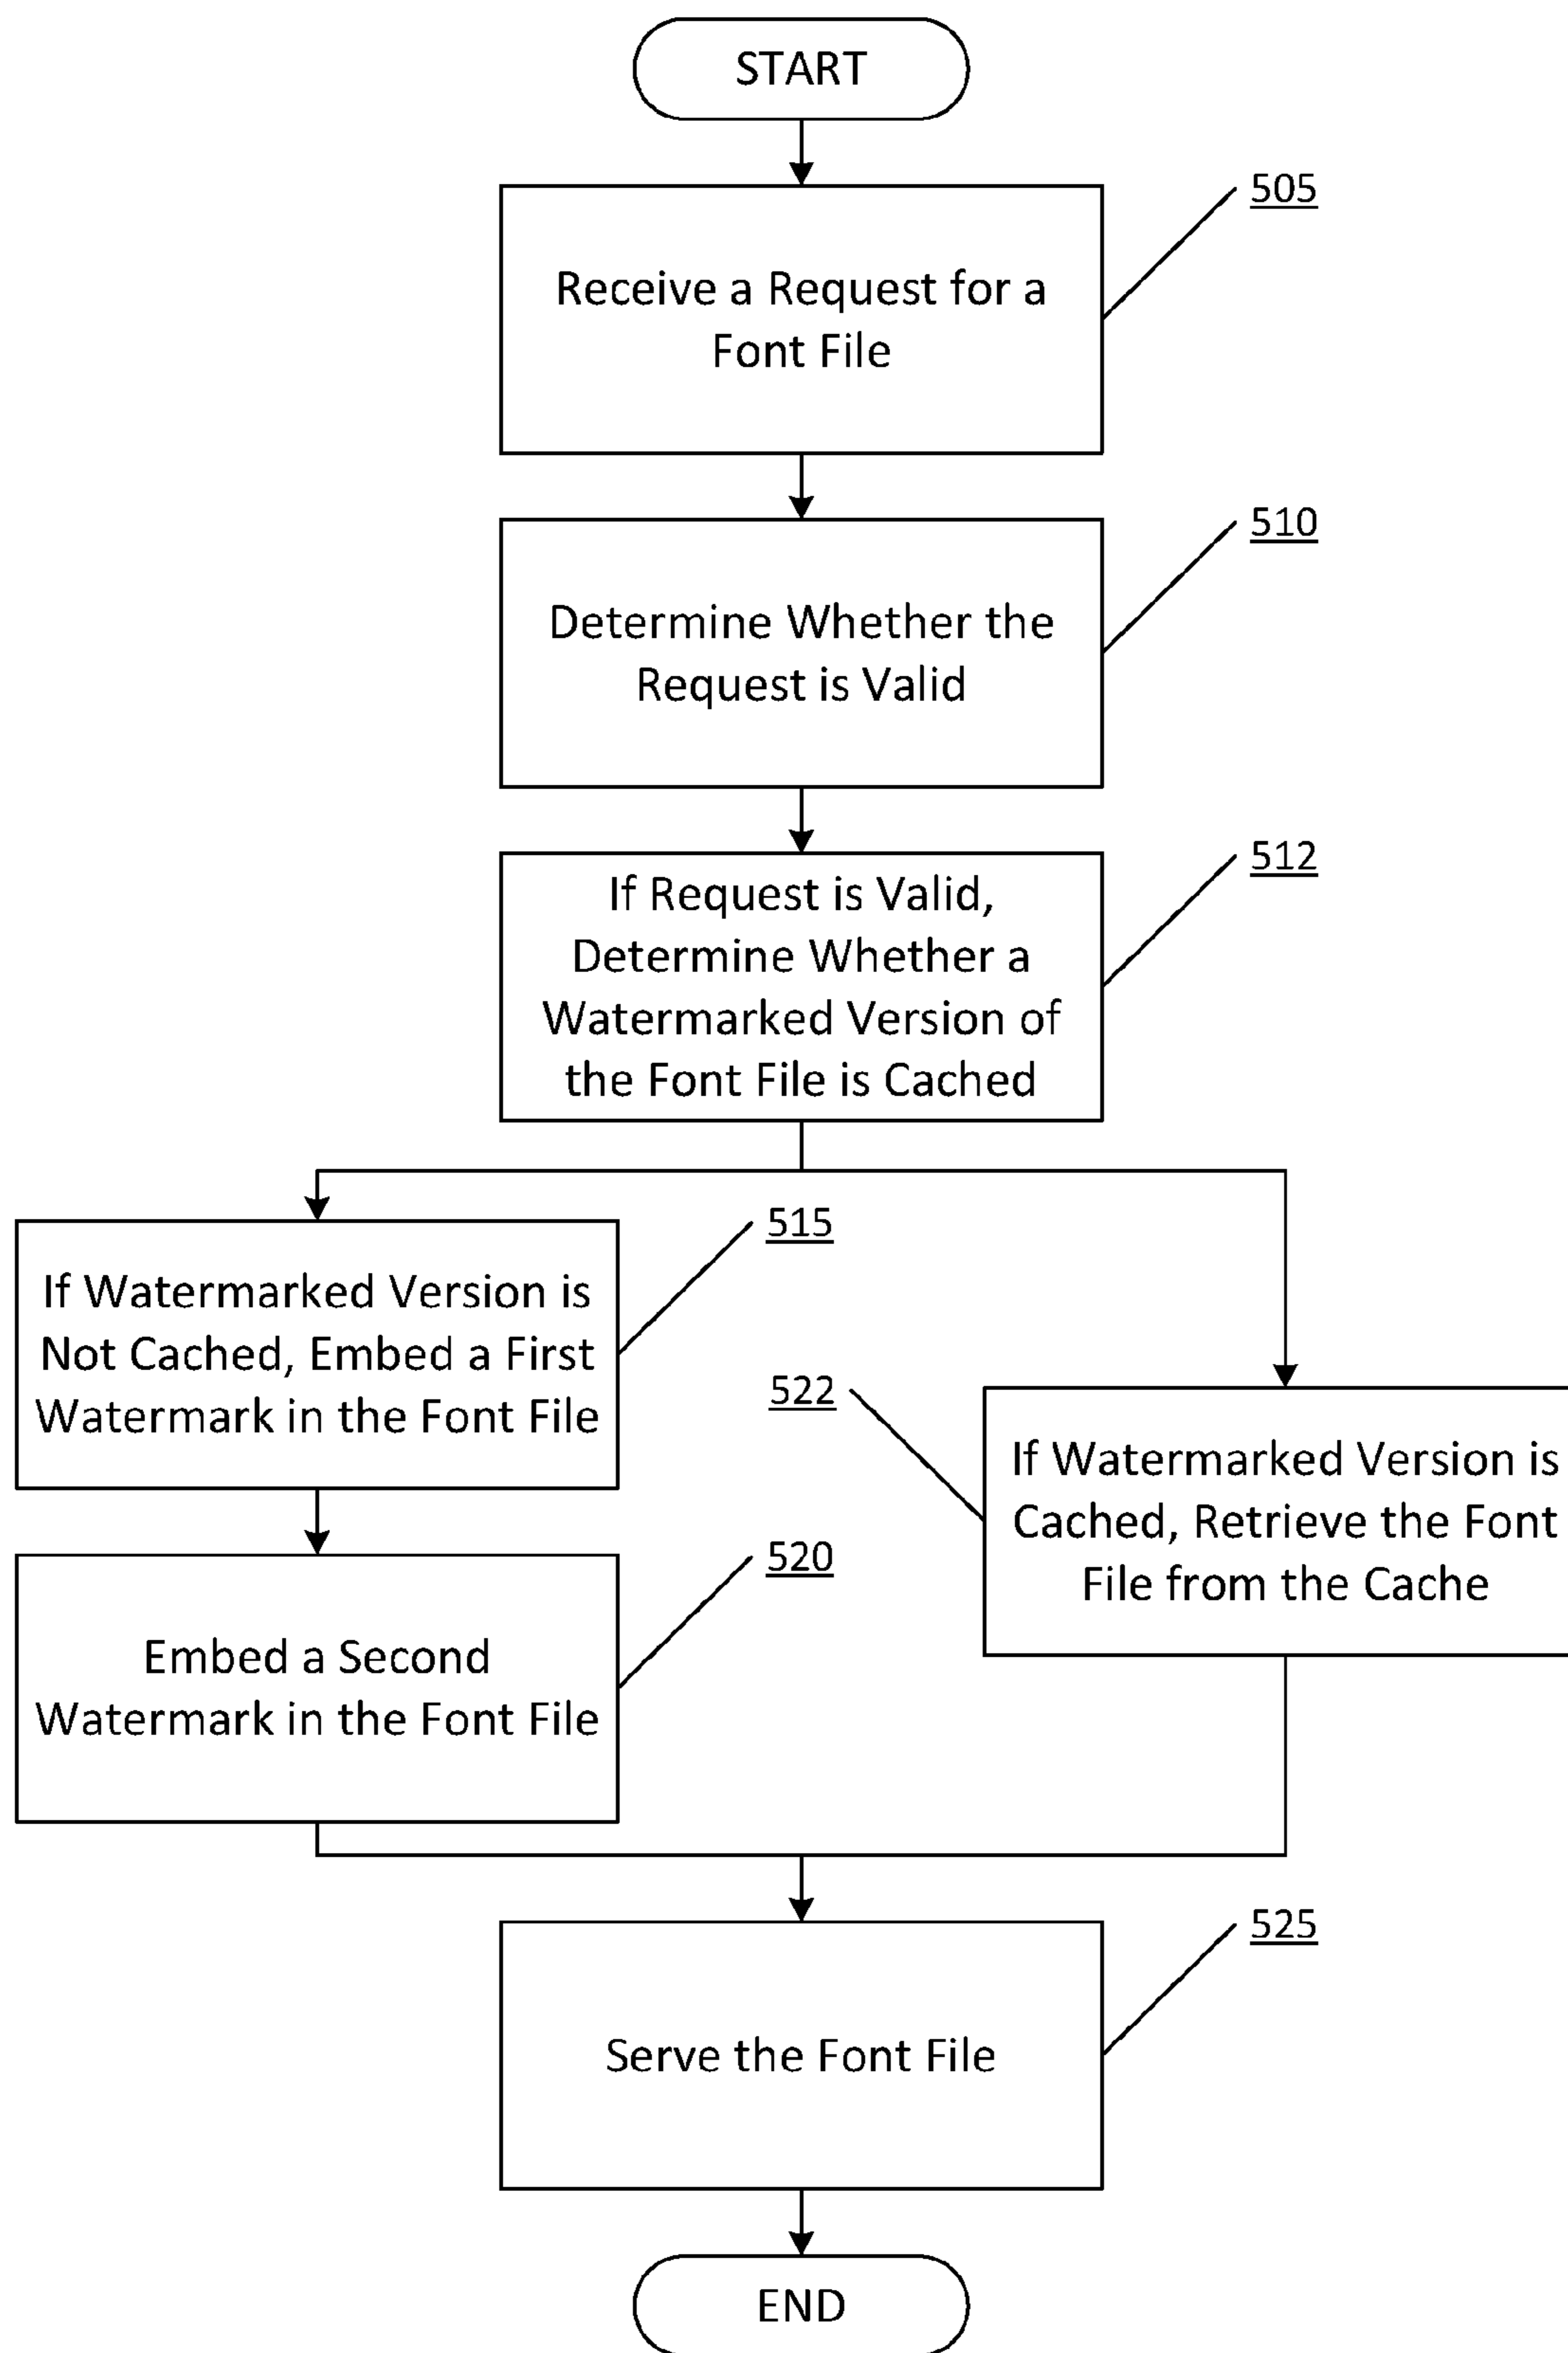 START
505
Receive a Request for a
Font File
510
Determine Whether the
Request is Valid
512
If Request is Valid,
Determine Whether a
Watermarked Version of
the Font File is Cached
515
If Watermarked Version is
Not Cached, Embed a First
Watermark in the Font File
522
If Watermarked Version is
Cached, Retrieve the Font
File from the Cache
520
Embed a Second
Watermark in the Font File
525
Serve the Font File
END